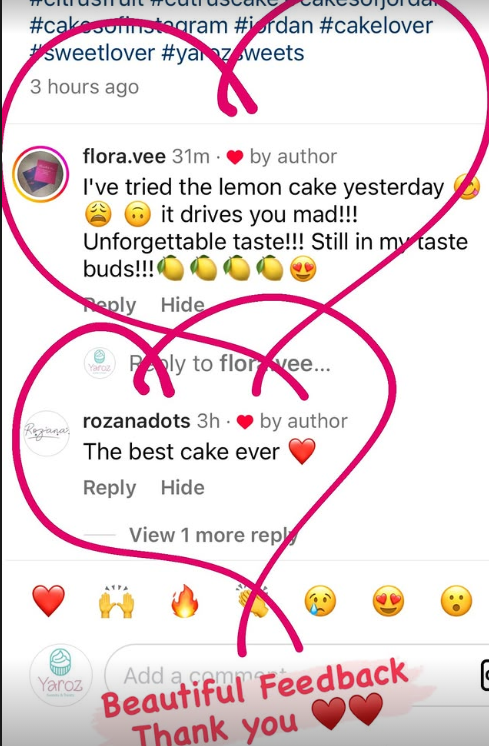 #citrusfruit #citruscake #cakesofjordan
#cakesofinstagram #jordan #cakelover
#sweetlover #yarozsweets
3 hours ago
flora.vee 31m · ❤️ by author
I've tried the lemon cake yesterday 😋
😩 🙃 it drives you mad!!!
Unforgettable taste!!! Still in my taste
buds!!!🍋 🍋 🍋 🍋 😍
Reply Hide
Yaroz
Reply to flora.vee...
Rozana
rozanadots 3h · ❤️ by author
The best cake ever ❤️
Reply Hide
View 1 more reply
❤️ 🙌 🔥 👏 😢 😍 😮
Yaroz
Add a comment...
Beautiful Feedback
Thank you ♥️♥️